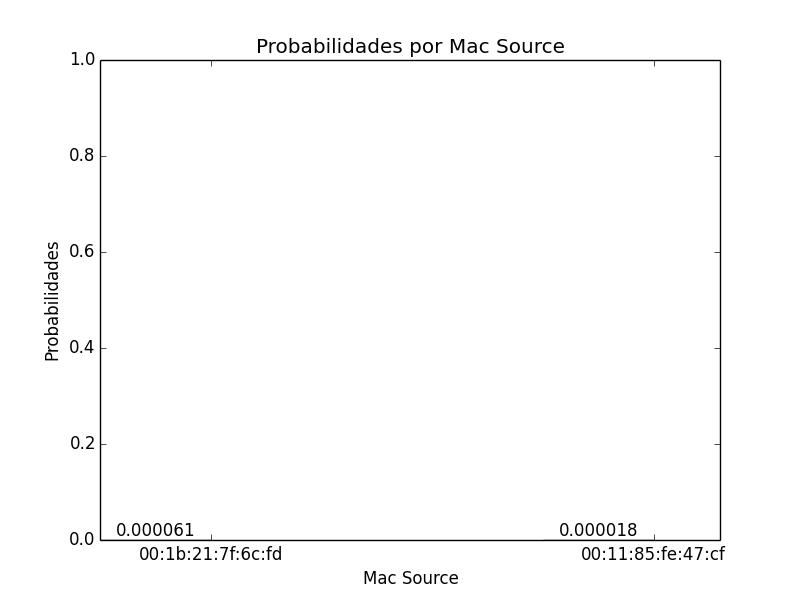 Probabilidades por Mac Source
1.0
0.8
0.6
0.4
0.2
0.0
Probabilidades
0.000061
0.000018
00:1b:21:7f:6c:fd
00:11:85:fe:47:cf
Mac Source